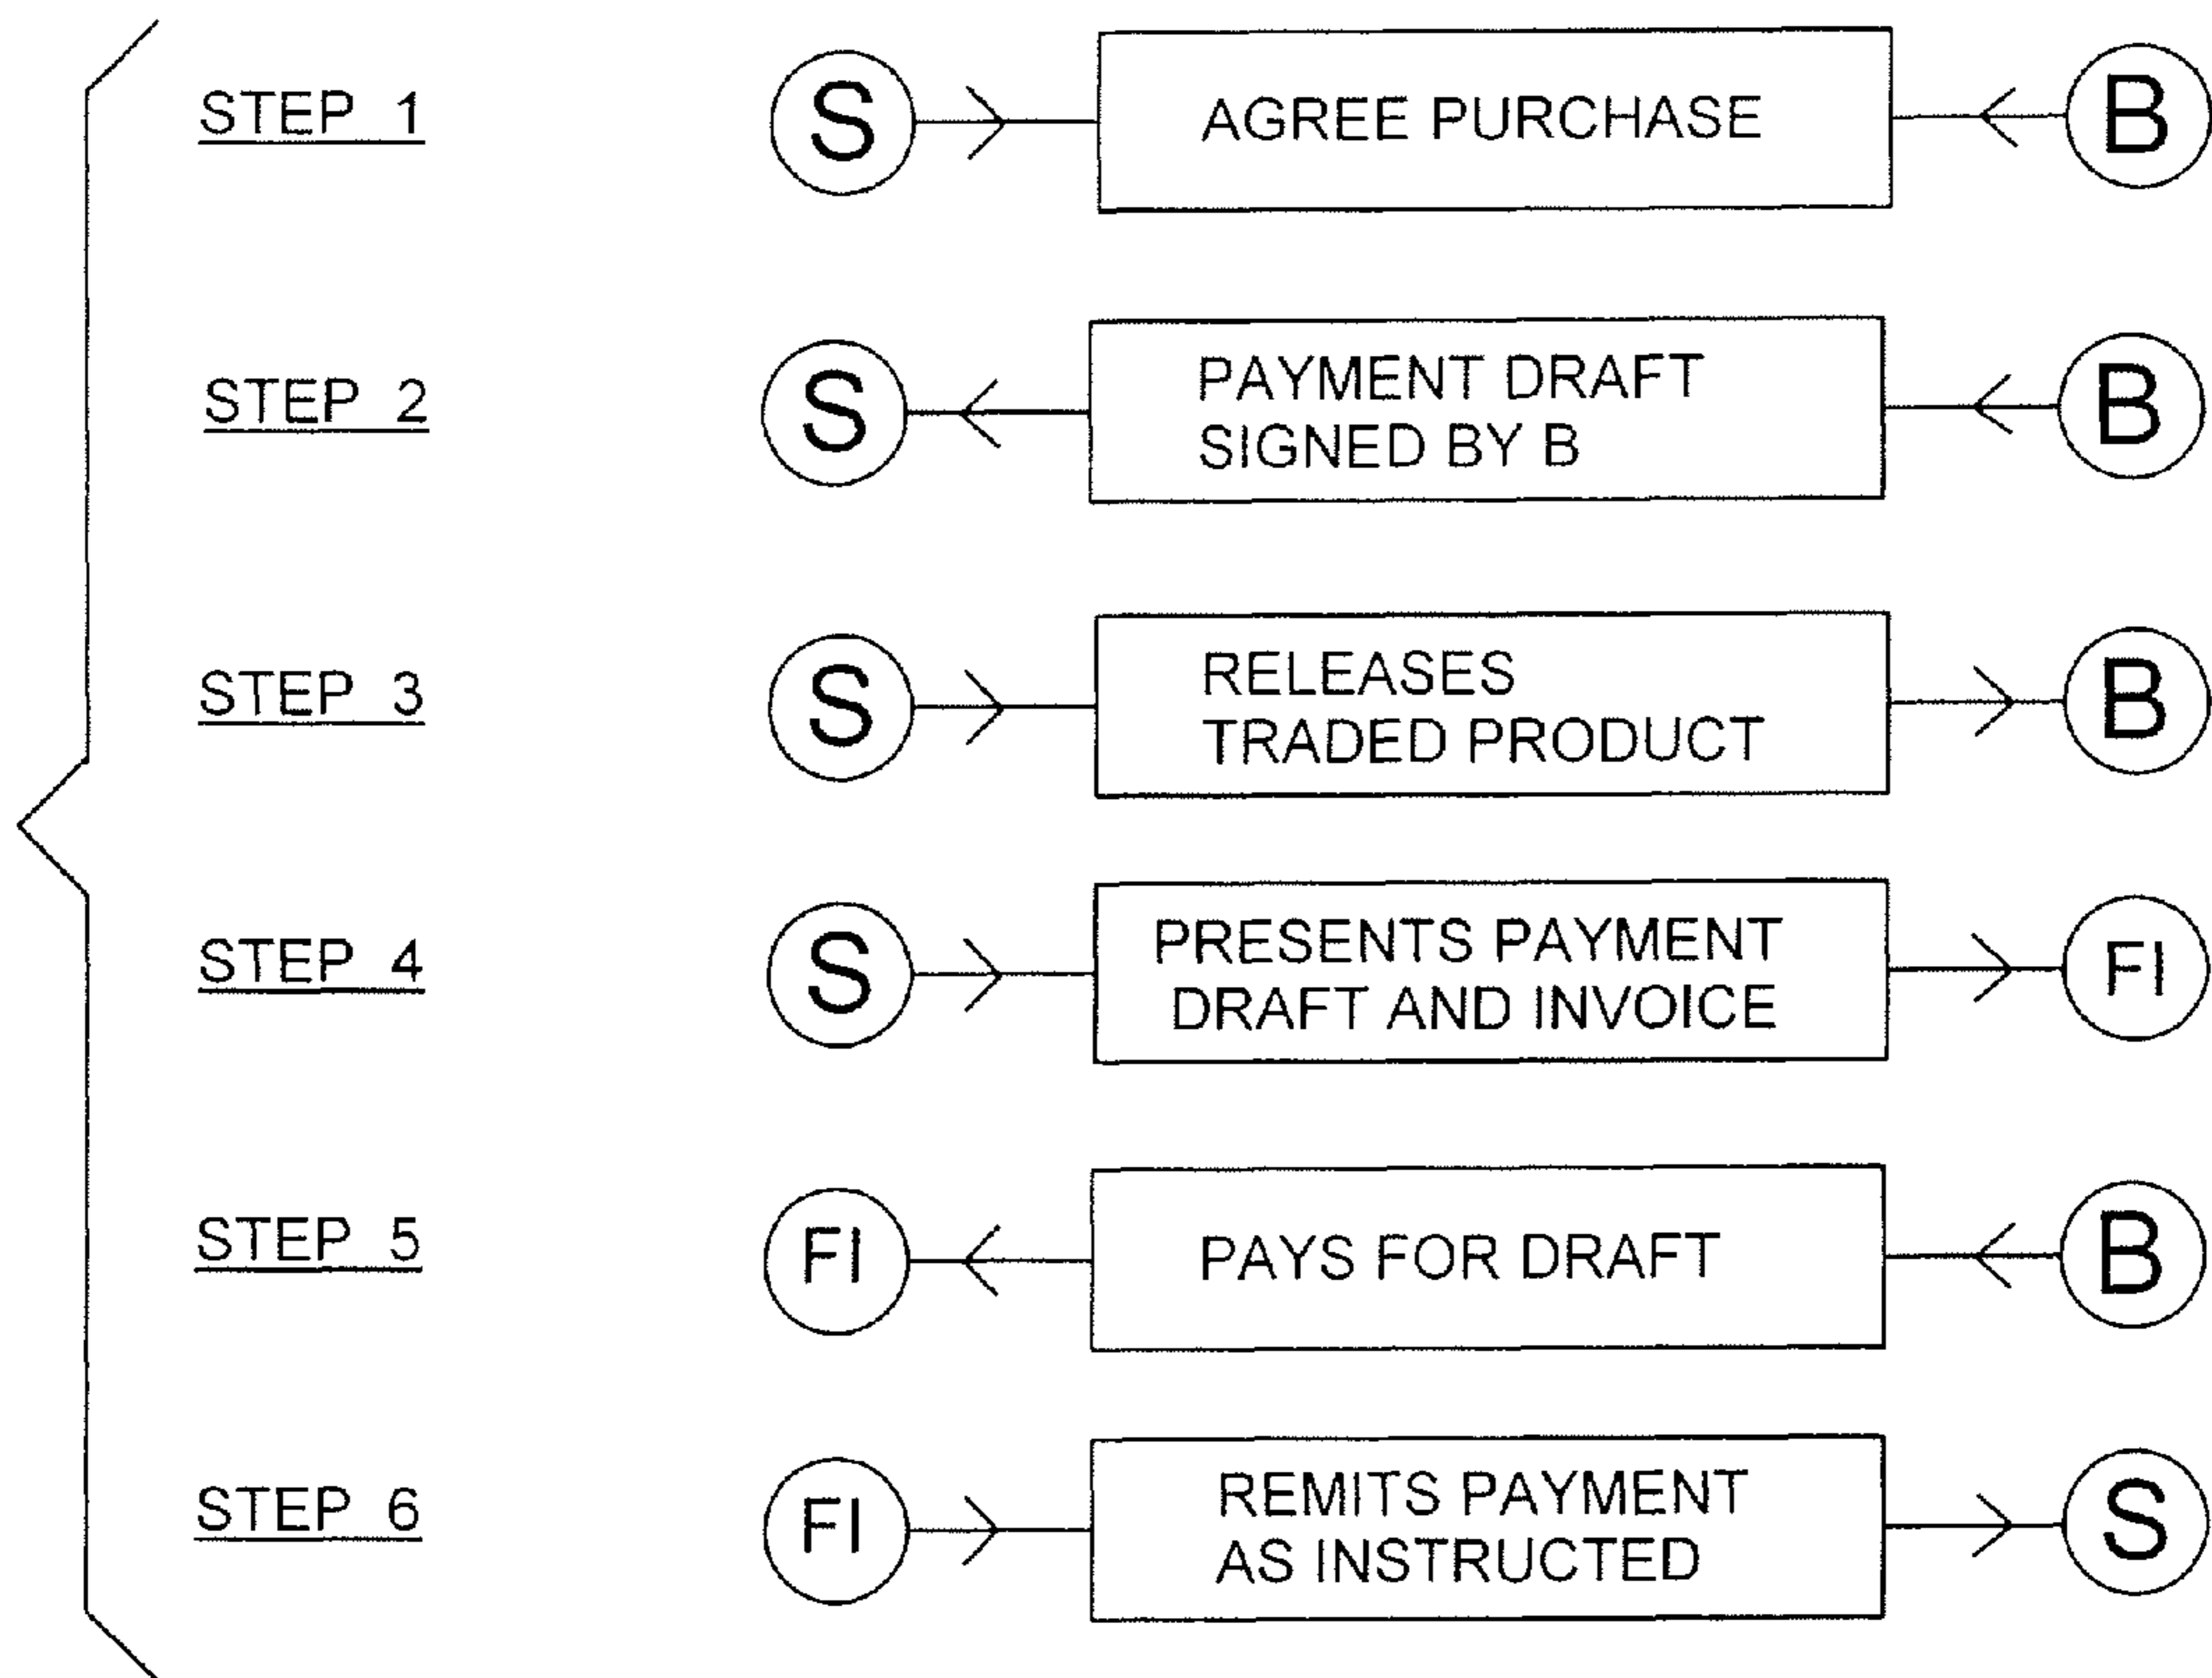 STEP 1 S AGREE PURCHASE B
STEP 2 S PAYMENT DRAFT
SIGNED BY B B
STEP 3 S RELEASES
TRADED PRODUCT B
STEP 4 S PRESENTS PAYMENT
DRAFT AND INVOICE FI
STEP 5 FI PAYS FOR DRAFT B
STEP 6 FI REMITS PAYMENT
AS INSTRUCTED S